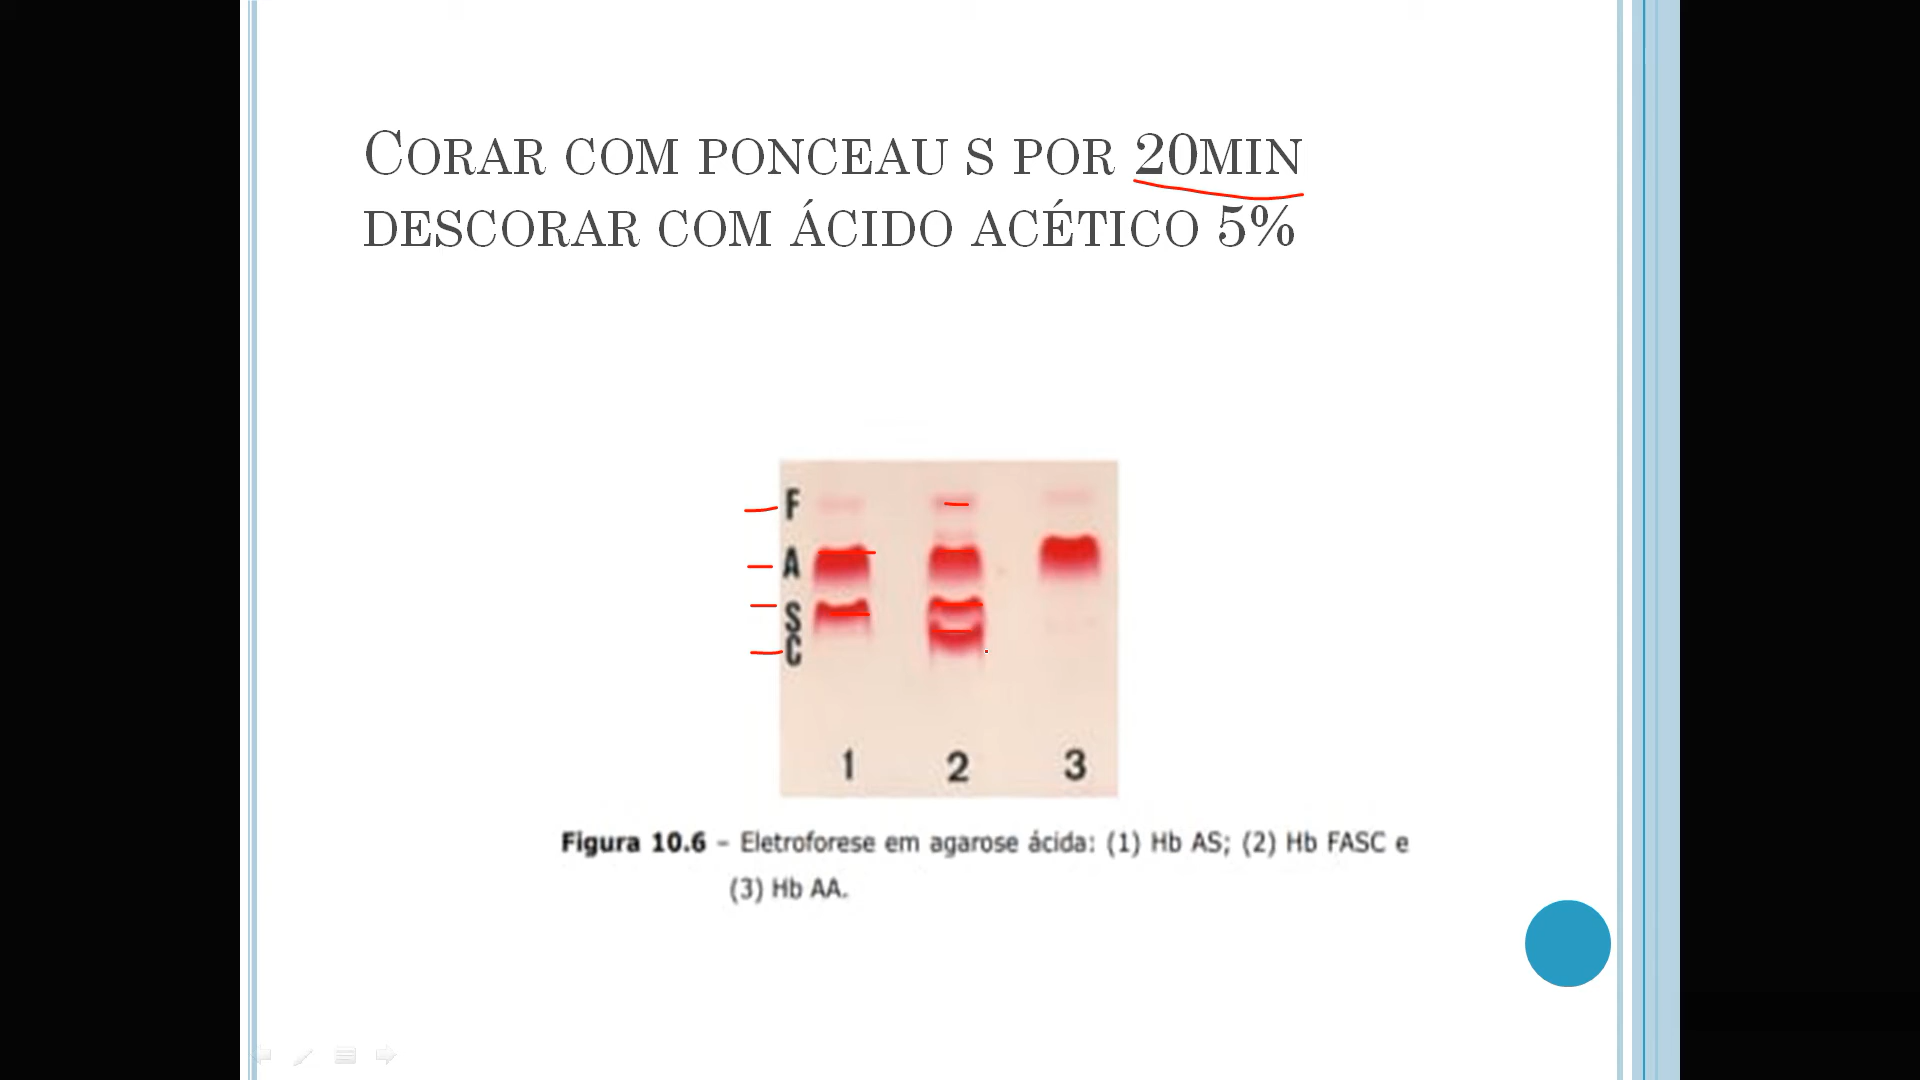 Corar com ponceau s por 20min
descorar com ácido acético 5%
F
A
S
C
1 2 3
Figura 10.6 – Eletroforese em agarose ácida: (1) Hb AS; (2) Hb FASC e
(3) Hb AA.